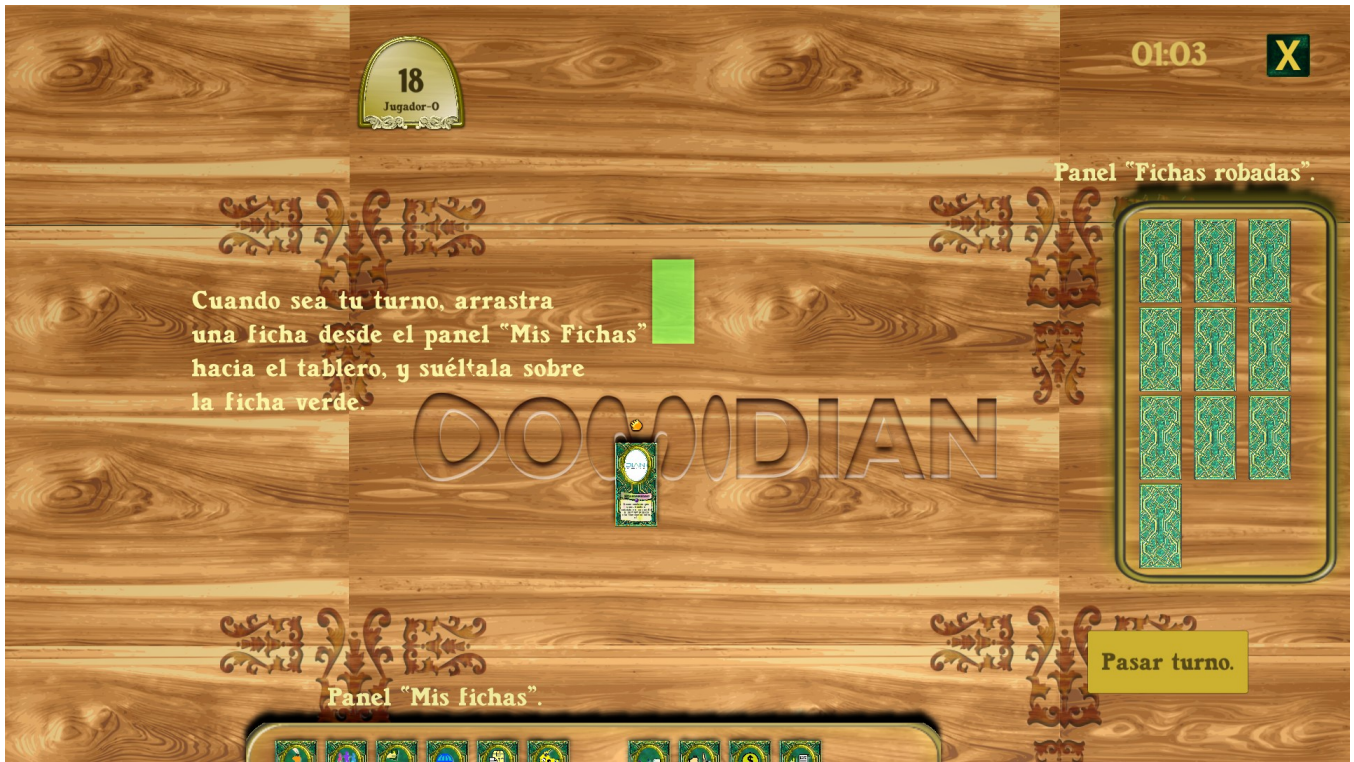 18
Jugador-0
01:03
X
Panel “Fichas robadas”.
Cuando sea tu turno, arrastra
una ficha desde el panel “Mis Fichas”
hacia el tablero, y suéltala sobre
la ficha verde.
DOMIDIAN
Pasar turno.
Panel “Mis fichas”.